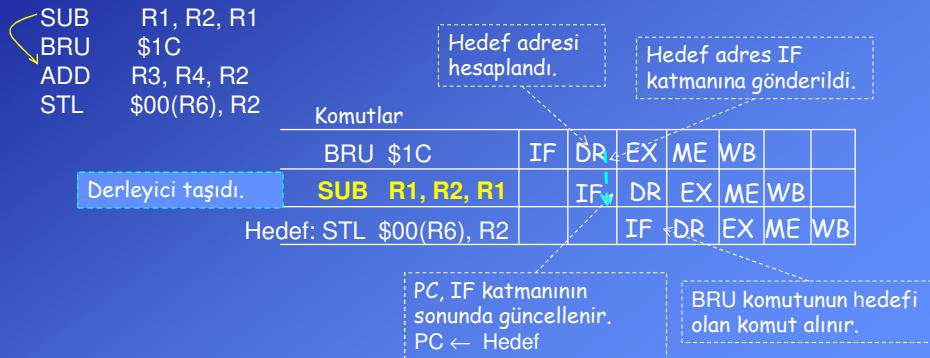 SUB R1, R2, R1
BRU $1C
ADD R3, R4, R2
STL $00(R6), R2
Hedef adresi
hesaplandı.
Hedef adres IF
katmanına gönderildi.
Komutlar
BRU $1C IF DR EX ME WB
Derleyici taşıdı.
SUB R1, R2, R1 IF DR EX ME WB
Hedef: STL $00(R6), R2 IF DR EX ME WB
PC, IF katmanının
sonunda güncellenir.
PC ← Hedef
BRU komutunun hedefi
olan komut alınır.